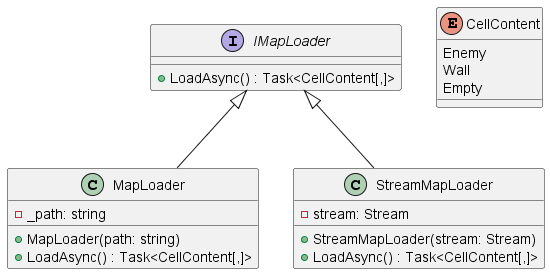 I IMapLoader
LoadAsync() : Task<CellContent[,]>
E CellContent
Enemy
Wall
Empty
C MapLoader
_path: string
MapLoader(path: string)
LoadAsync() : Task<CellContent[,]>
C StreamMapLoader
stream: Stream
StreamMapLoader(stream: Stream)
LoadAsync() : Task<CellContent[,]>